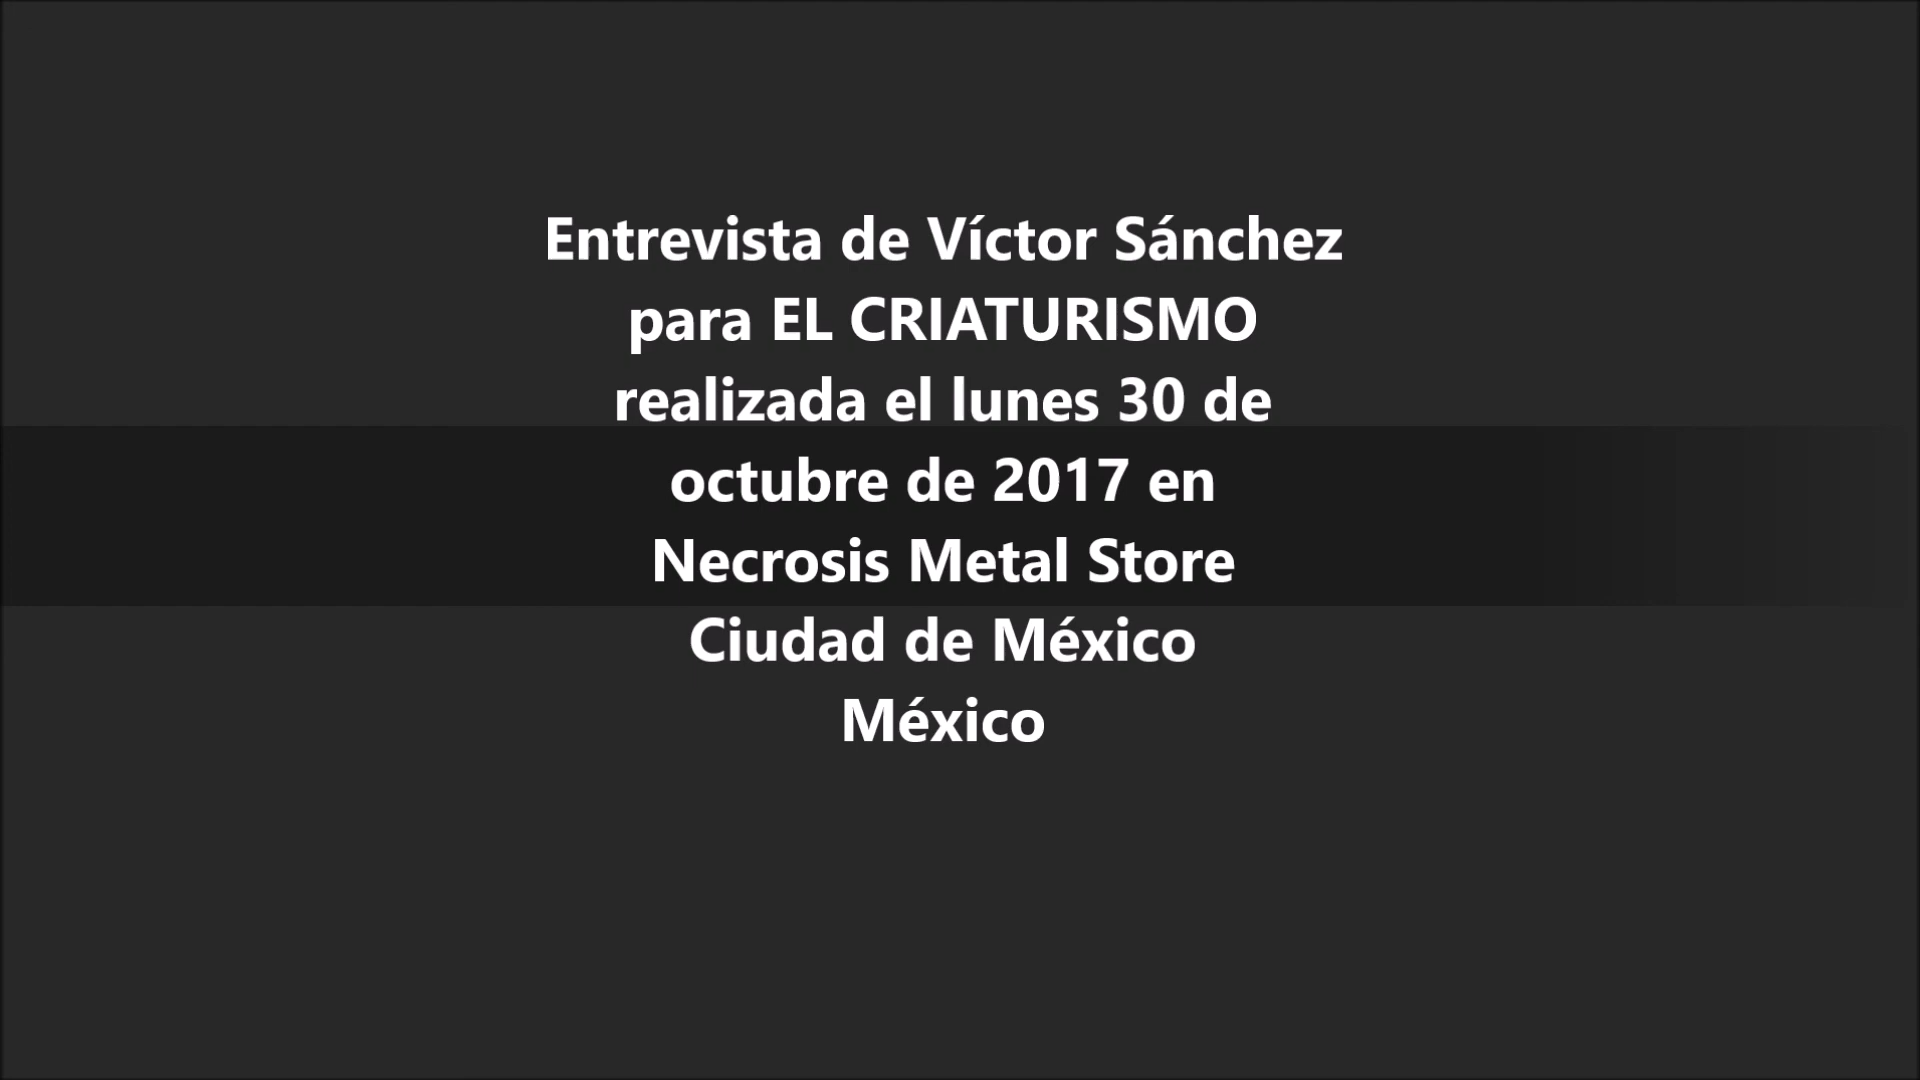 Entrevista de Víctor Sánchez
para EL CRIATURISMO
realizada el lunes 30 de
octubre de 2017 en
Necrosis Metal Store
Ciudad de México
México